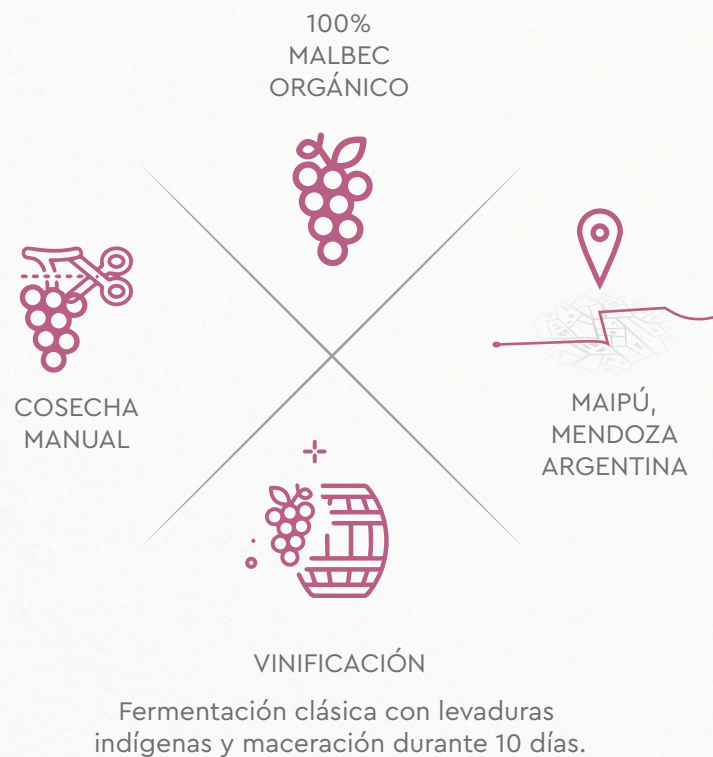 100%
MALBEC
ORGÁNICO
COSECHA
MANUAL
MAIPÚ,
MENDOZA
ARGENTINA
VINIFICACIÓN
Fermentación clásica con levaduras
indígenas y maceración durante 10 días.